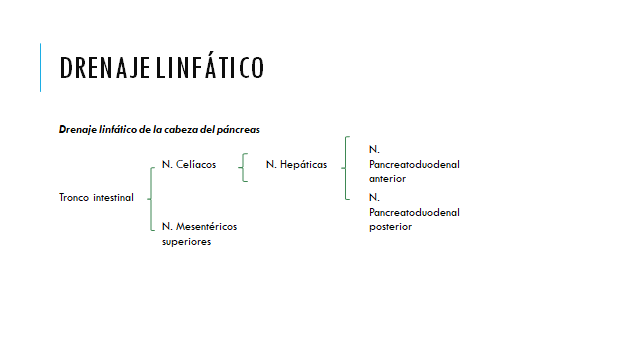 DRENAJE LINFÁTICO
Drenaje linfático de la cabeza del páncreas
Tronco intestinal
N. Celíacos
N. Mesentéricos
superiores
N. Hepáticas
N.
Pancreatoduodenal
anterior
N.
Pancreatoduodenal
posterior